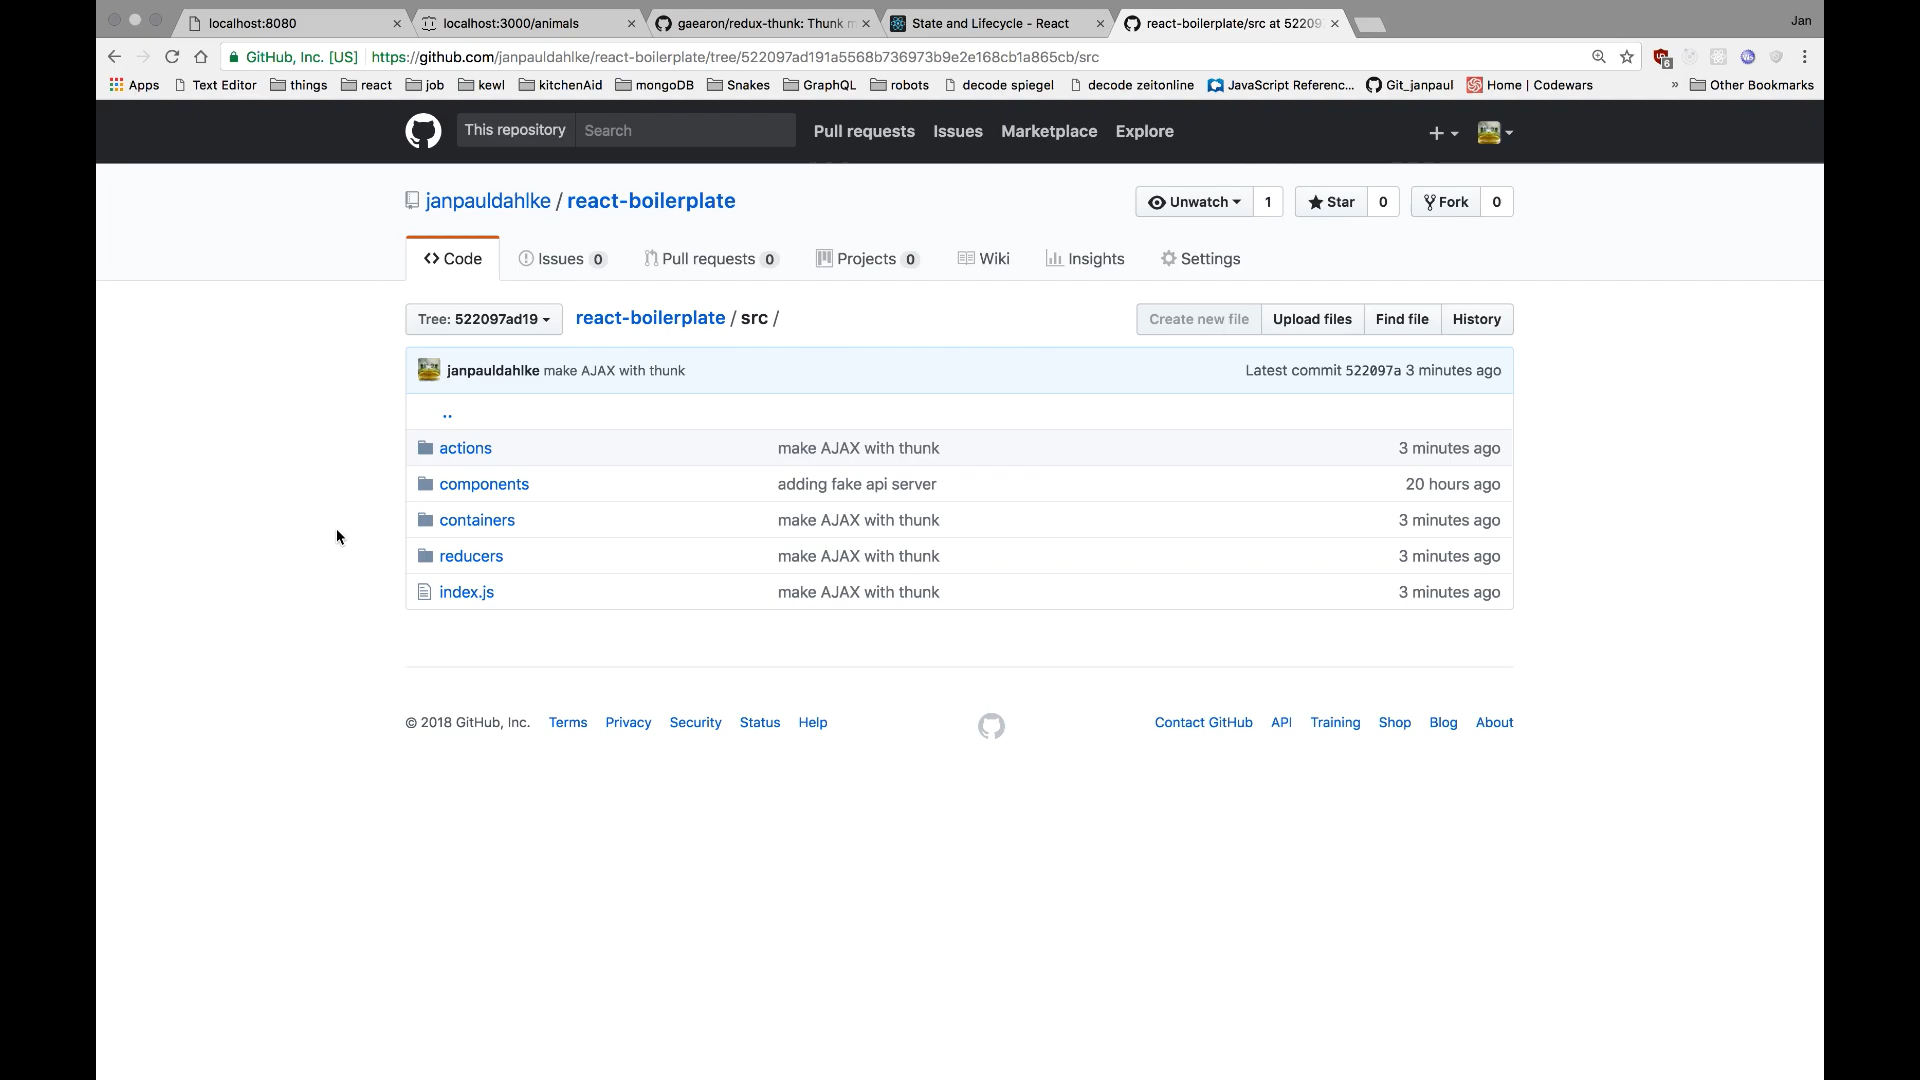 localhost:8080
localhost:3000/animals
gaearon/redux-thunk: Thunk m
State and Lifecycle - React
react-boilerplate/src at 52209
Jan
GitHub, Inc. [US]
https://github.com/janpauldahlke/react-boilerplate/tree/522097ad191a5568b736973b9e2e168cb1a865cb/src
6
Apps Text Editor things react job kewl kitchenAid mongoDB Snakes GraphQL robots decode spiegel decode zeitonline JavaScript Referenc... Git_janpaul Home | Codewars » Other Bookmarks
This repository Search Pull requests Issues Marketplace Explore
janpauldahlke / react-boilerplate
Unwatch 1 Star 0 Fork 0
Code Issues 0 Pull requests 0 Projects 0 Wiki Insights Settings
Tree: 522097ad19 react-boilerplate / src /
Create new file Upload files Find file History
janpauldahlke make AJAX with thunk Latest commit 522097a 3 minutes ago
..
actions make AJAX with thunk 3 minutes ago
components adding fake api server 20 hours ago
containers make AJAX with thunk 3 minutes ago
reducers make AJAX with thunk 3 minutes ago
index.js make AJAX with thunk 3 minutes ago
© 2018 GitHub, Inc. Terms Privacy Security Status Help
Contact GitHub API Training Shop Blog About